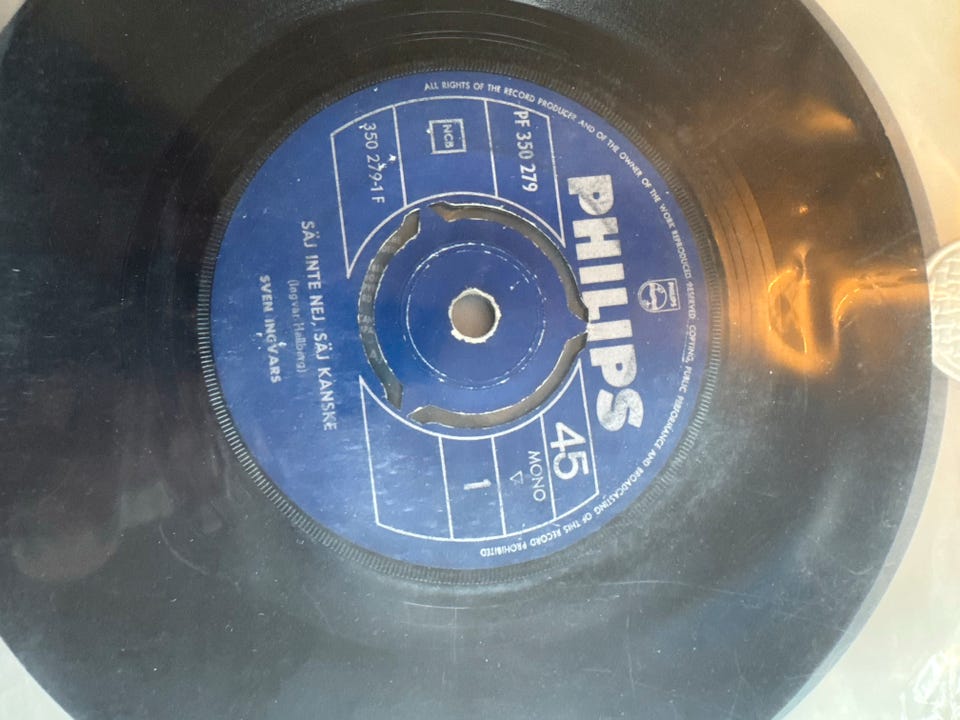 ALL RIGHTS OF THE RECORD PRODUCER AND OF THE OWNER OF THE WORK REPRODUCED RESERVED. COPYING, PUBLIC PERFORMANCE AND BROADCASTING OF THIS RECORD PROHIBITED
PHILIPS
PHILIPS
PF 350 279
45
MONO
NCB
1
350 279-1 F
SÄJ INTE NEJ, SÄJ KANSKE
(Ingvar Hellberg)
SVEN INGVARS